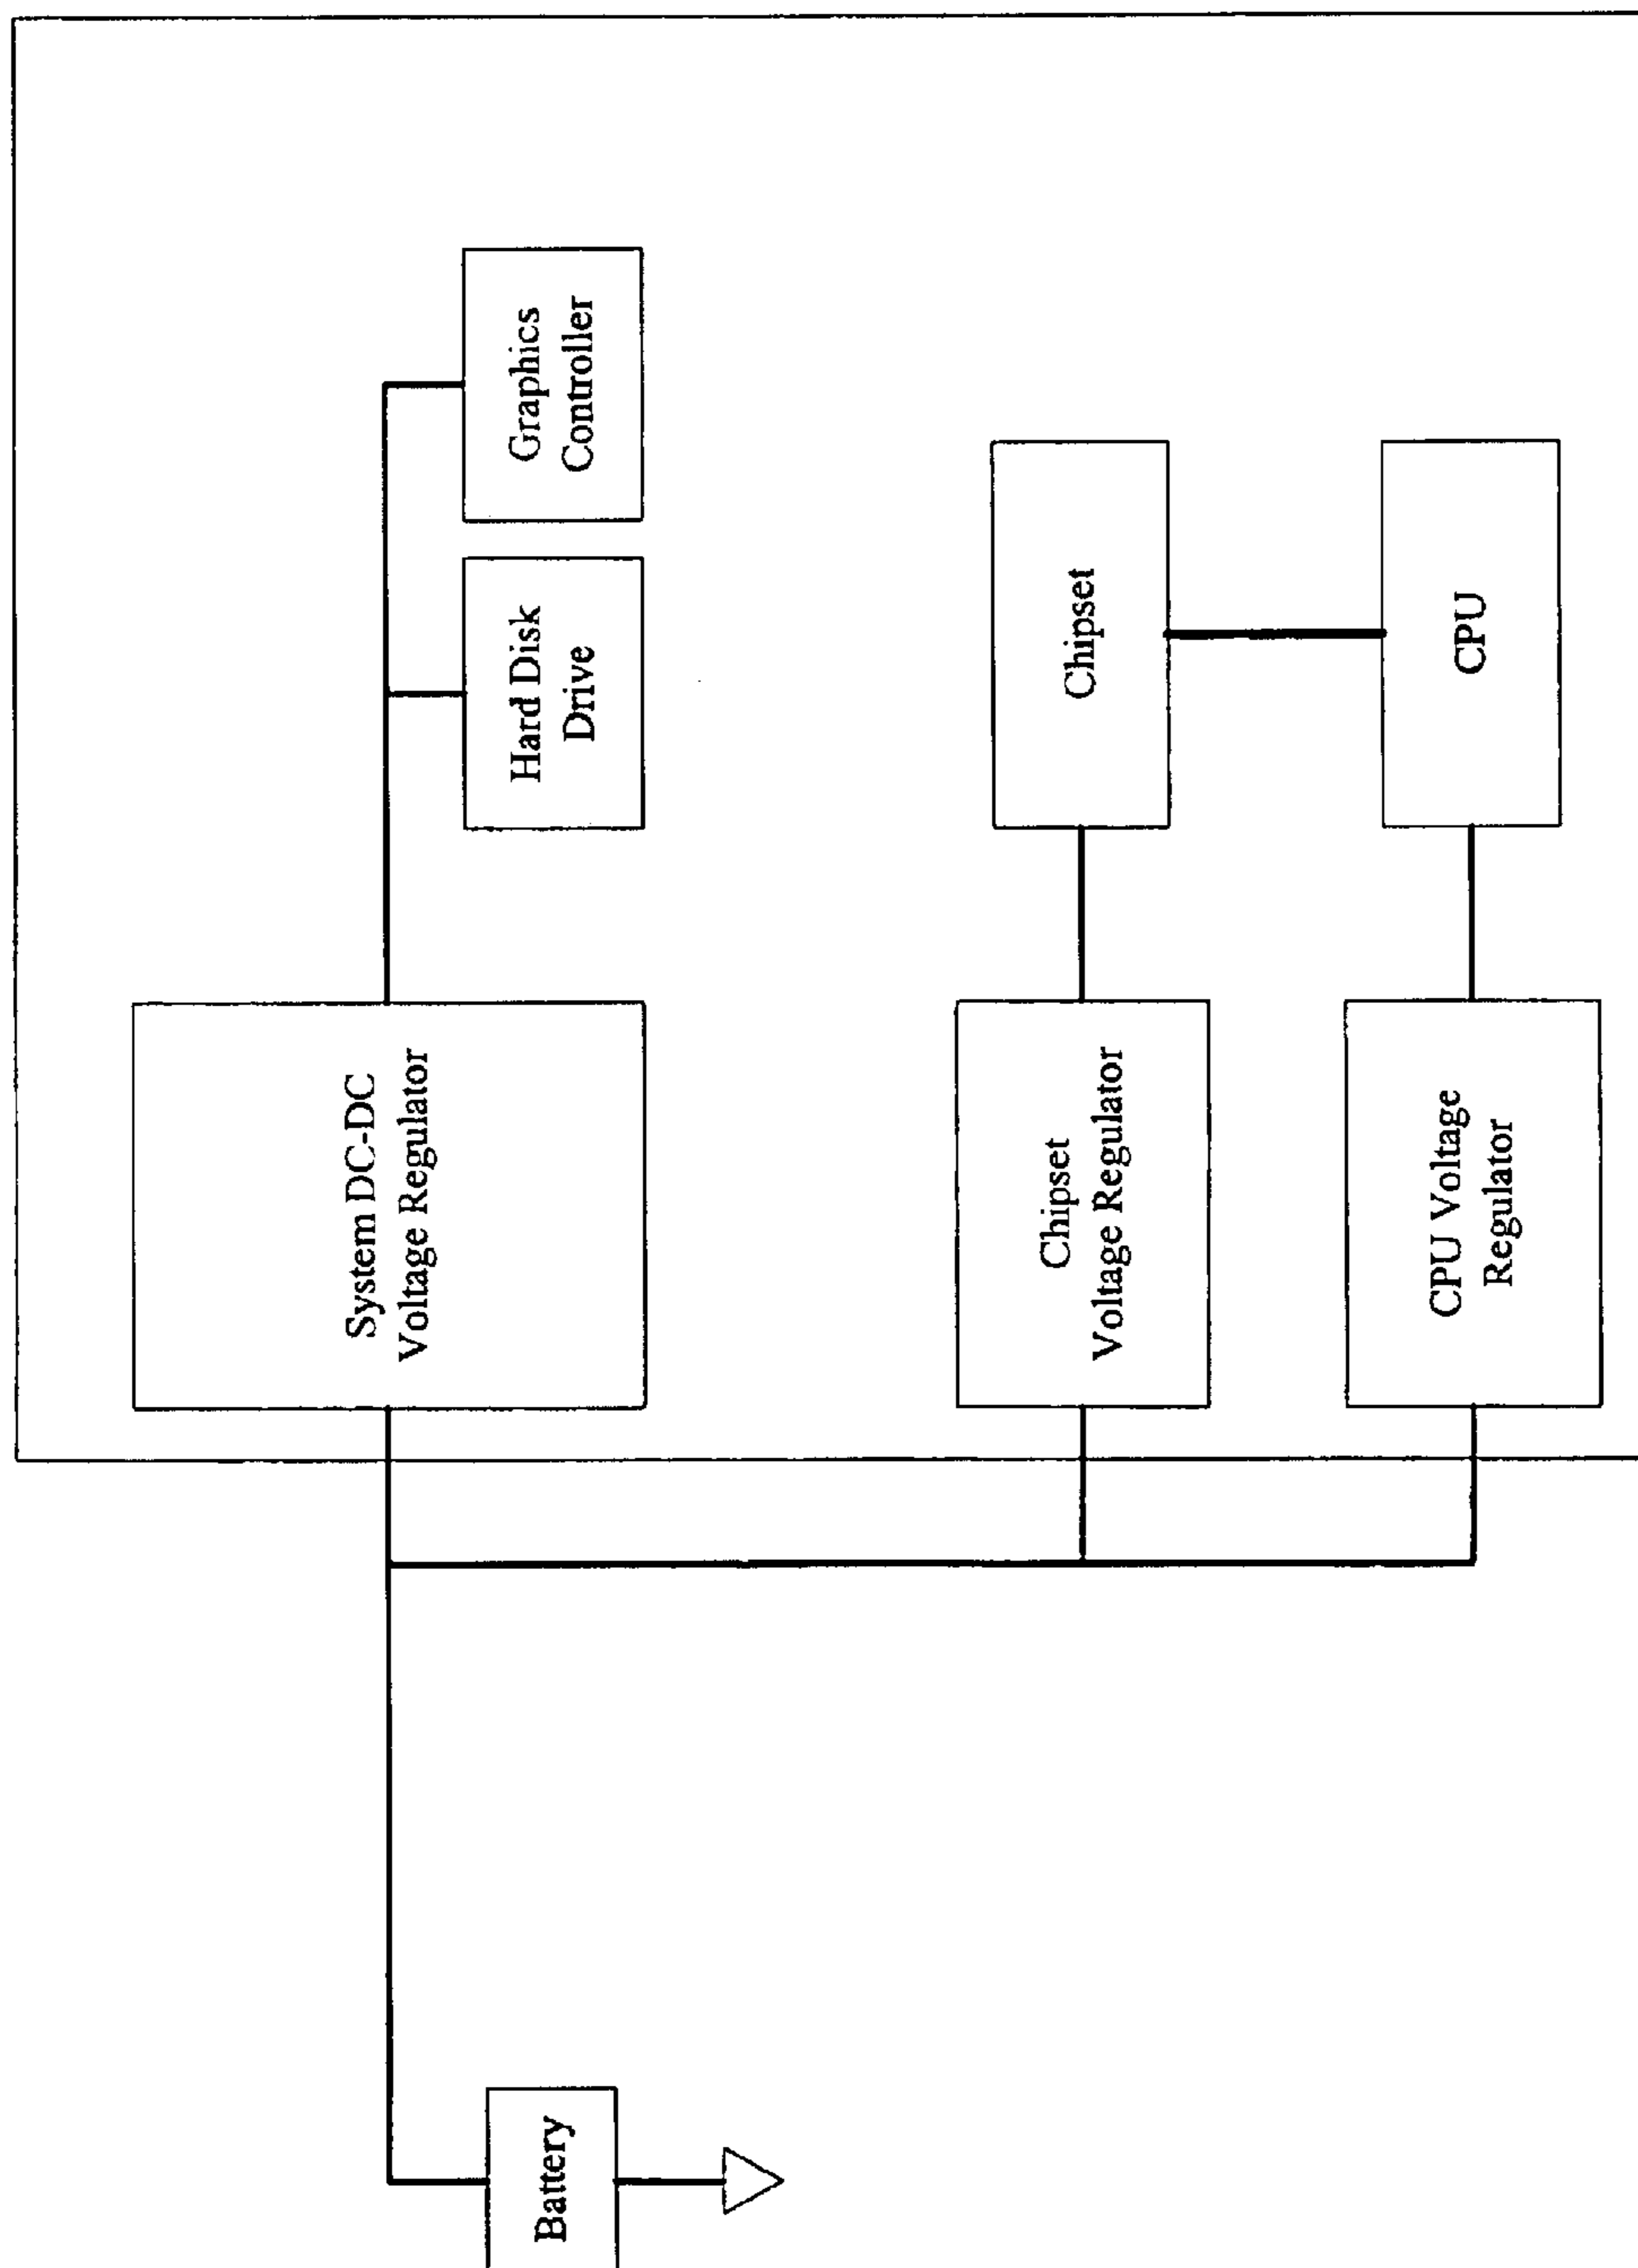 Battery
System DC-DC
Voltage Regulator
Hard Disk
Drive
Graphics
Controller
Chipset
Voltage Regulator
Chipset
CPU Voltage
Regulator
CPU